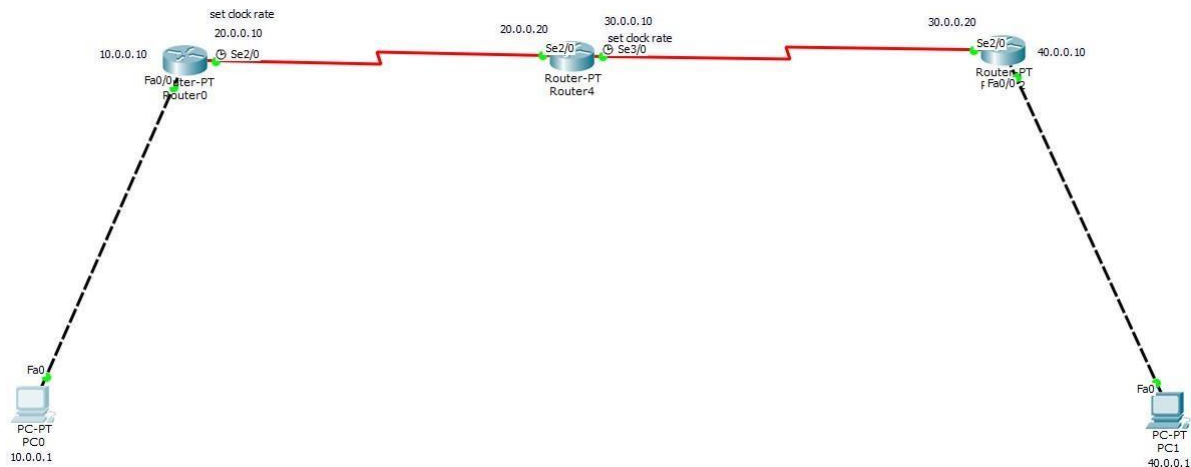 set clock rate
20.0.0.10
10.0.0.10
Se2/0
Fa0/0
Router0
20.0.0.20
30.0.0.10
set clock rate
Se2/0
Se3/0
Router-PT
Router4
30.0.0.20
Se2/0
40.0.0.10
Fa0/0
Fa0
PC-PT
PC0
10.0.0.1
Fa0
PC-PT
PC1
40.0.0.1